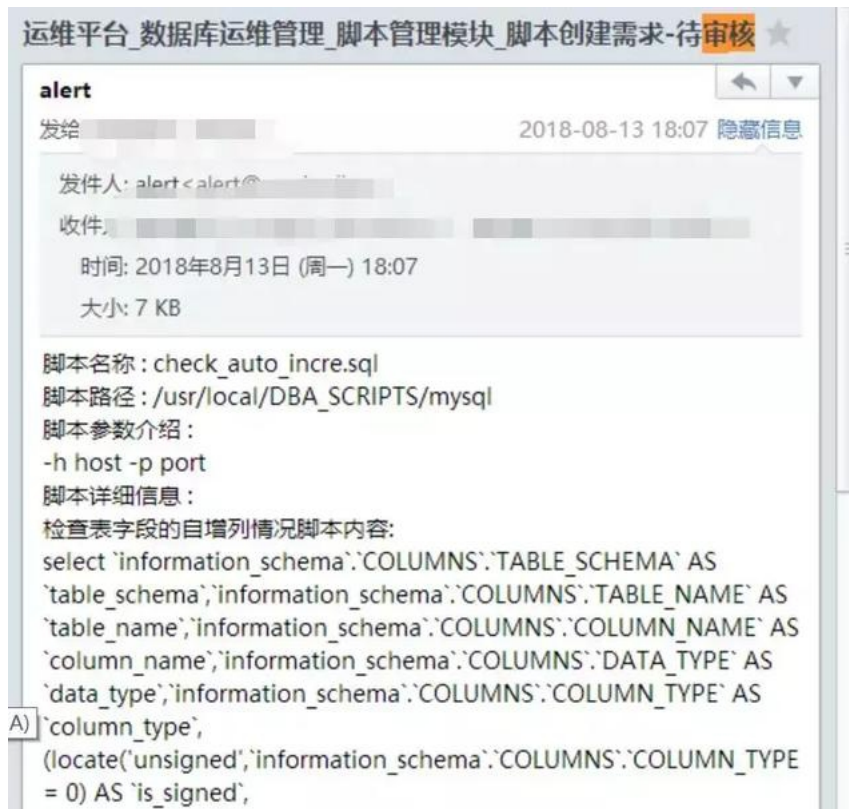 运维平台_数据库运维管理_脚本管理模块_脚本创建需求-待审核
alert
发给
2018-08-13 18:07 隐藏信息
发件人: alert<alert@
收件
时间: 2018年8月13日 (周一) 18:07
大小: 7 KB
脚本名称 : check_auto_incre.sql
脚本路径 : /usr/local/DBA_SCRIPTS/mysql
脚本参数介绍 :
-h host -p port
脚本详细信息 :
检查表字段的自增列情况脚本内容:
select `information_schema`.`COLUMNS`.`TABLE_SCHEMA` AS
`table_schema`,`information_schema`.`COLUMNS`.`TABLE_NAME` AS
`table_name`,`information_schema`.`COLUMNS`.`COLUMN_NAME` AS
`column_name`,`information_schema`.`COLUMNS`.`DATA_TYPE` AS
`data_type`,`information_schema`.`COLUMNS`.`COLUMN_TYPE` AS
A) `column_type`,
(locate('unsigned',`information_schema`.`COLUMNS`.`COLUMN_TYPE
= 0) AS `is_signed`,